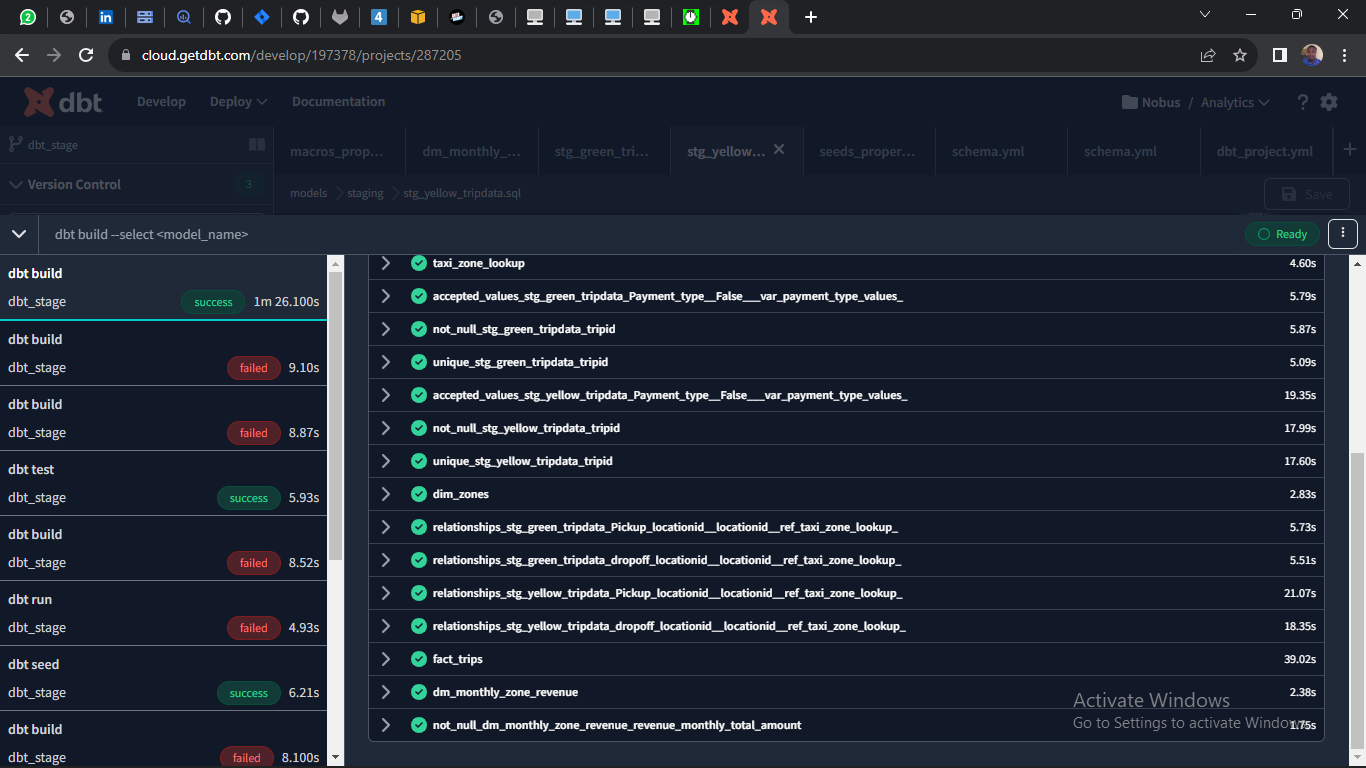 4
cloud.getdbt.com/develop/197378/projects/287205
dbt Develop Deploy Documentation Nobus / Analytics ?
dbt_stage
macros_prop... dm_monthly_... stg_green_tri... stg_yellow... seeds_proper... schema.yml schema.yml dbt_project.yml
Version Control 3
models staging stg_yellow_tripdata.sql Save
dbt build --select <model_name> Ready
dbt build
dbt_stage success 1m 26.100s
dbt build
dbt_stage failed 9.10s
dbt build
dbt_stage failed 8.87s
dbt test
dbt_stage success 5.93s
dbt build
dbt_stage failed 8.52s
dbt run
dbt_stage failed 4.93s
dbt seed
dbt_stage success 6.21s
dbt build
dbt_stage failed 8.100s
taxi_zone_lookup 4.60s
accepted_values_stg_green_tripdata_Payment_type__False___var_payment_type_values_ 5.79s
not_null_stg_green_tripdata_tripid 5.87s
unique_stg_green_tripdata_tripid 5.09s
accepted_values_stg_yellow_tripdata_Payment_type__False___var_payment_type_values_ 19.35s
not_null_stg_yellow_tripdata_tripid 17.99s
unique_stg_yellow_tripdata_tripid 17.60s
dim_zones 2.83s
relationships_stg_green_tripdata_Pickup_locationid__locationid__ref_taxi_zone_lookup_ 5.73s
relationships_stg_green_tripdata_dropoff_locationid__locationid__ref_taxi_zone_lookup_ 5.51s
relationships_stg_yellow_tripdata_Pickup_locationid__locationid__ref_taxi_zone_lookup_ 21.07s
relationships_stg_yellow_tripdata_dropoff_locationid__locationid__ref_taxi_zone_lookup_ 18.35s
fact_trips 39.02s
dm_monthly_zone_revenue 2.38s
not_null_dm_monthly_zone_revenue_revenue_monthly_total_amount 1.75s
Activate Windows
Go to Settings to activate Windows.